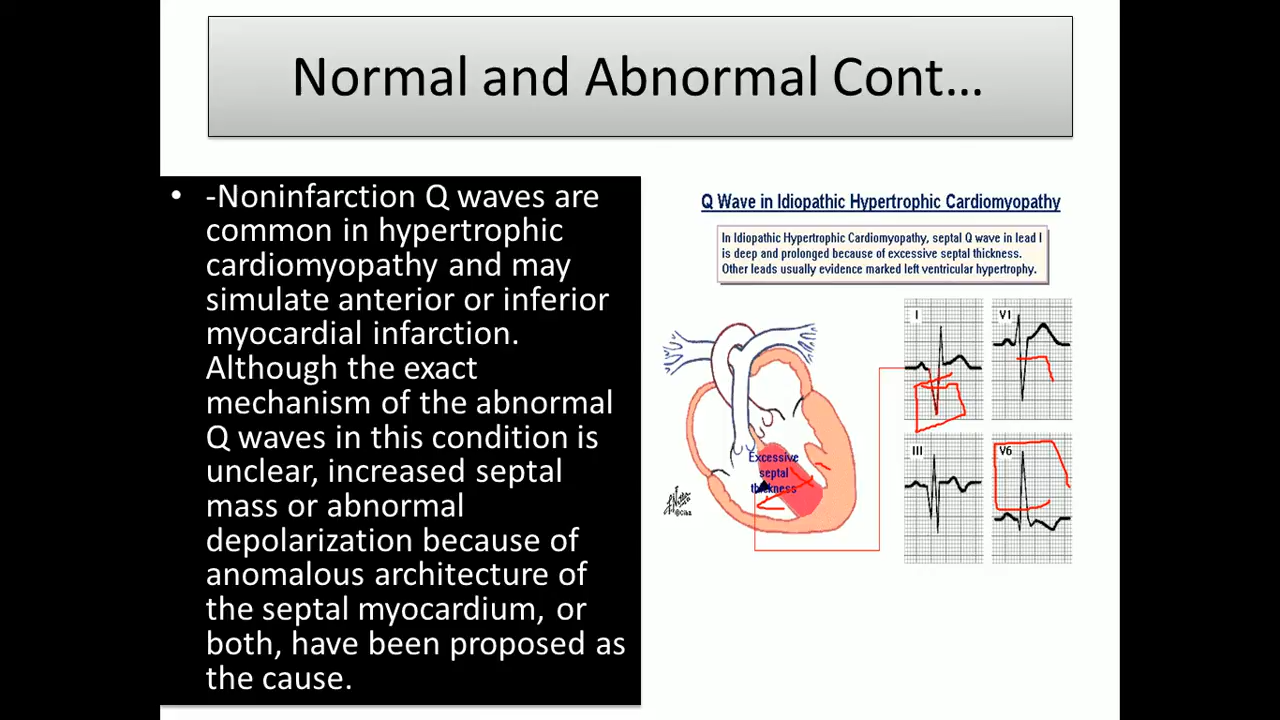 Normal and Abnormal Cont...
• -Noninfarction Q waves are
common in hypertrophic
cardiomyopathy and may
simulate anterior or inferior
myocardial infarction.
Although the exact
mechanism of the abnormal
Q waves in this condition is
unclear, increased septal
mass or abnormal
depolarization because of
anomalous architecture of
the septal myocardium, or
both, have been proposed as
the cause.
Q Wave in Idiopathic Hypertrophic Cardiomyopathy
In Idiopathic Hypertrophic Cardiomyopathy, septal Q wave in lead I
is deep and prolonged because of excessive septal thickness.
Other leads usually evidence marked left ventricular hypertrophy.
Excessive
septal
thickness
I
V1
III
V6